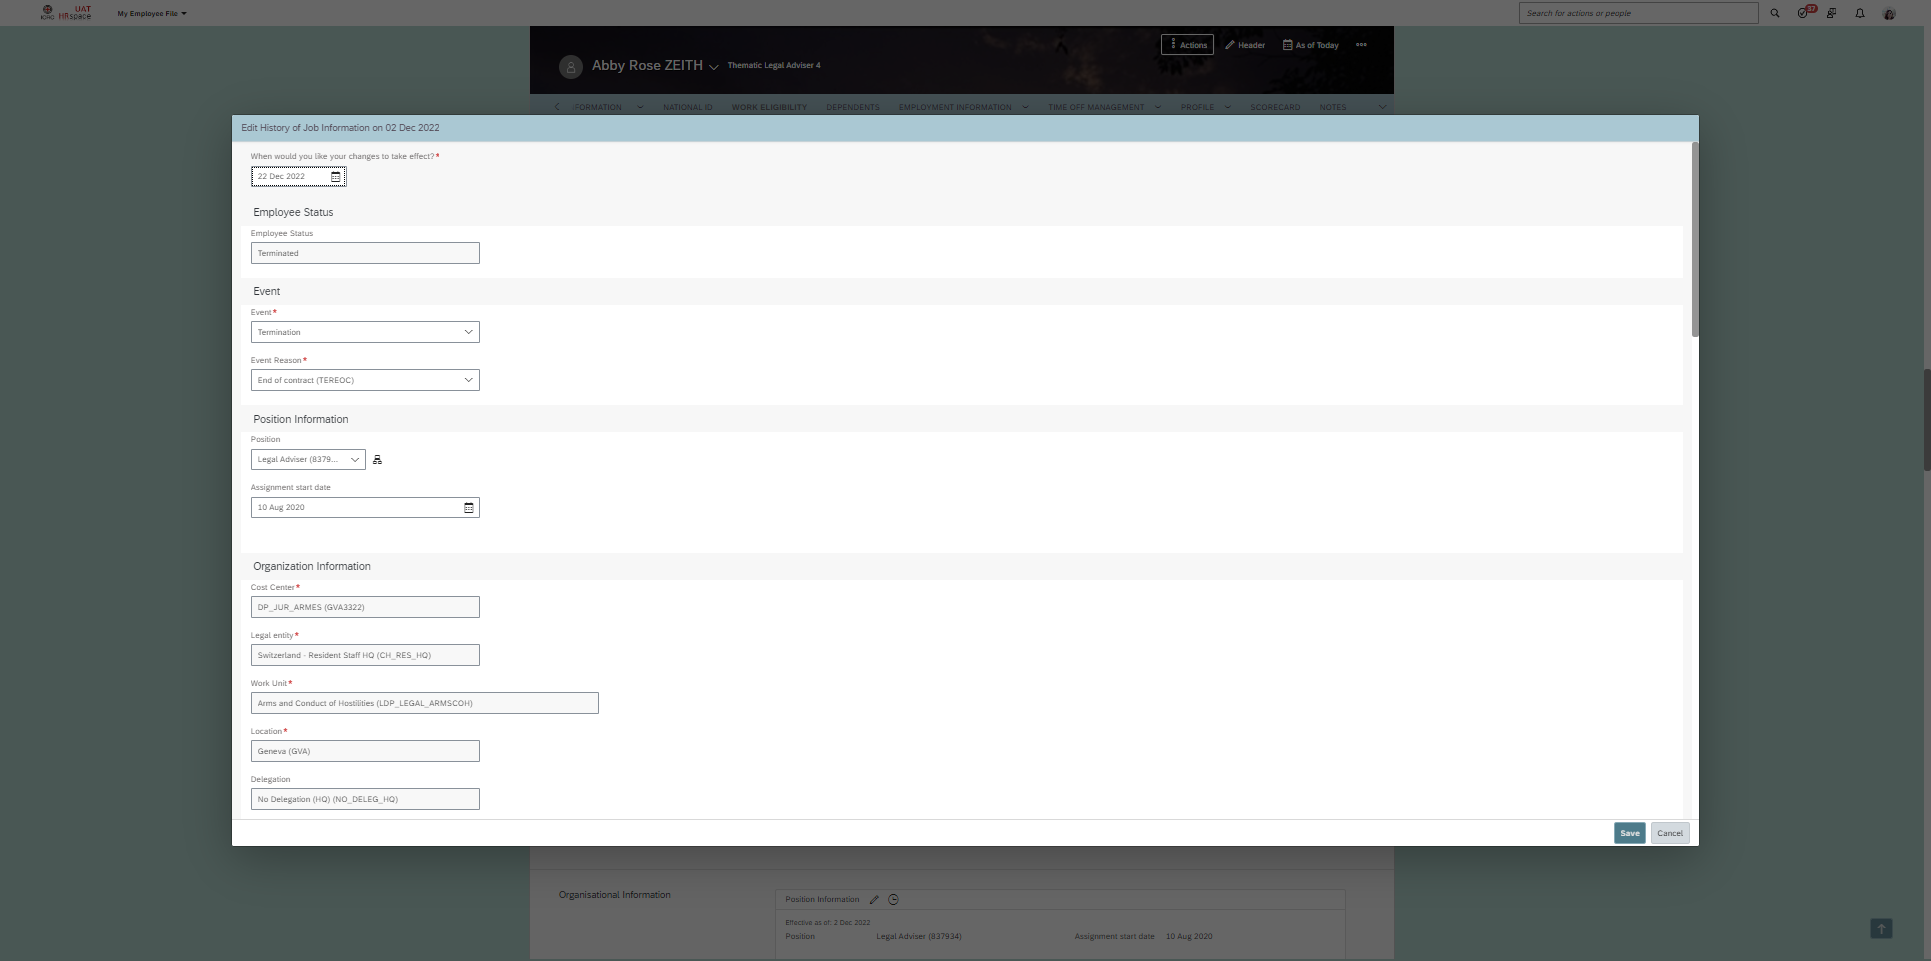 ICRC
UAT
HRspace
My Employee File
Search for actions or people
37
Actions
Header
As of Today
Abby Rose ZEITH
Thematic Legal Adviser 4
FORMATION
NATIONAL ID
WORK ELIGIBILITY
DEPENDENTS
EMPLOYMENT INFORMATION
TIME OFF MANAGEMENT
PROFILE
SCORECARD
NOTES
Edit History of Job Information on 02 Dec 2022
When would you like your changes to take effect?*
22 Dec 2022
Employee Status
Employee Status
Terminated
Event
Event*
Termination
Event Reason*
End of contract (TEREOC)
Position Information
Position
Legal Adviser (8379...
Assignment start date
10 Aug 2020
Organization Information
Cost Center*
DP_JUR_ARMES (GVA3322)
Legal entity*
Switzerland - Resident Staff HQ (CH_RES_HQ)
Work Unit*
Arms and Conduct of Hostilities (LDP_LEGAL_ARMSCOH)
Location*
Geneva (GVA)
Delegation
No Delegation (HQ) (NO_DELEG_HQ)
Save
Cancel
Organisational Information
Position Information
Effective as of: 2 Dec 2022
Position
Legal Adviser (837934)
Assignment start date
10 Aug 2020